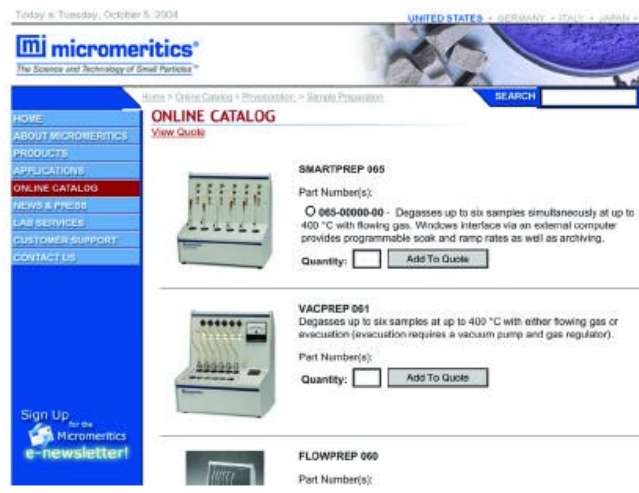 Today is Tuesday, October 5, 2004
UNITED STATES • GERMANY • ITALY • JAPAN
mi micromeritics®
The Science and Technology of Small Particles™
Home > Online Catalog > Physisorption > Sample Preparation
SEARCH
HOME
ABOUT MICROMERITICS
PRODUCTS
APPLICATIONS
ONLINE CATALOG
NEWS & PRESS
LAB SERVICES
CUSTOMER SUPPORT
CONTACT US
ONLINE CATALOG
View Quote
SMARTPREP 065
Part Number(s):
065-00000-00 - Degasses up to six samples simultaneously at up to
400 °C with flowing gas. Windows interface via an external computer
provides programmable soak and ramp rates as well as archiving.
Quantity: Add To Quote
VACPREP 061
Degasses up to six samples at up to 400 °C with either flowing gas or
evacuation (evacuation requires a vacuum pump and gas regulator).
Part Number(s):
Quantity: Add To Quote
FLOWPREP 060
Part Number(s):
Sign Up
for the
Micromeritics
e-newsletter!